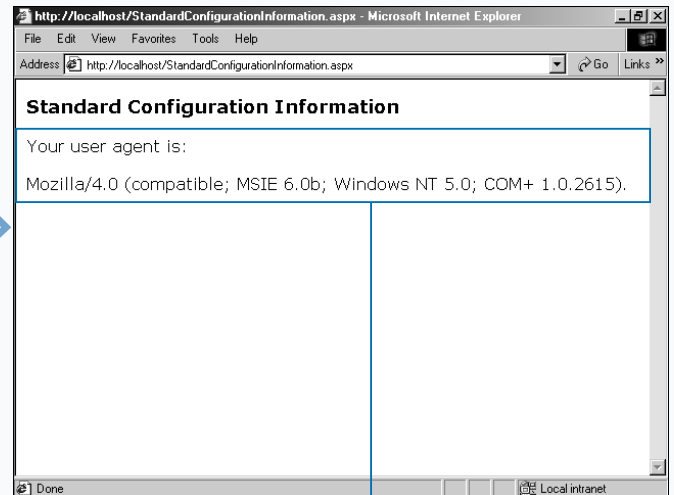 http://localhost/StandardConfigurationInformation.aspx - Microsoft Internet Explorer
File Edit View Favorites Tools Help
Address http://localhost/StandardConfigurationInformation.aspx Go Links »
Standard Configuration Information
Your user agent is:
Mozilla/4.0 (compatible; MSIE 6.0b; Windows NT 5.0; COM+ 1.0.2615).
Done Local intranet